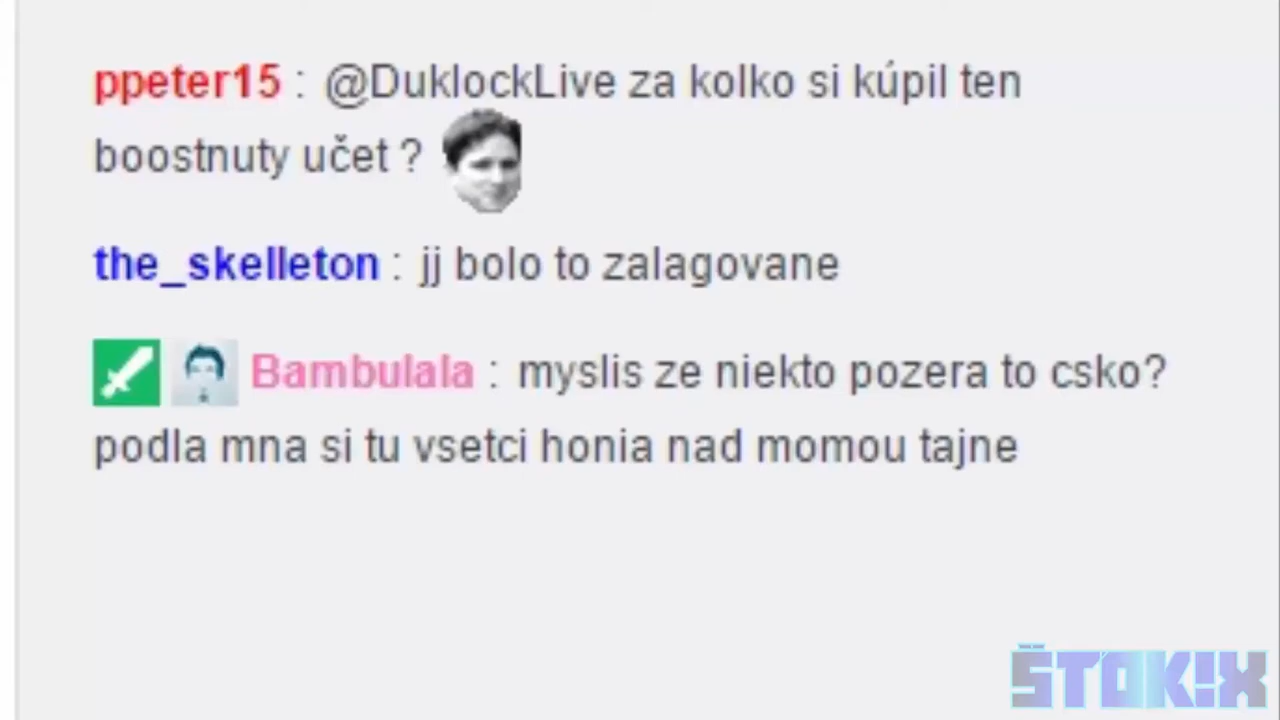 ppeter15 : @DuklockLive za kolko si kúpil ten
boostnuty učet ?
the_skelleton : jj bolo to zalagovane
Bambulala : myslis ze niekto pozera to csko?
podla mna si tu vsetci honia nad momou tajne
ŠTOK!X